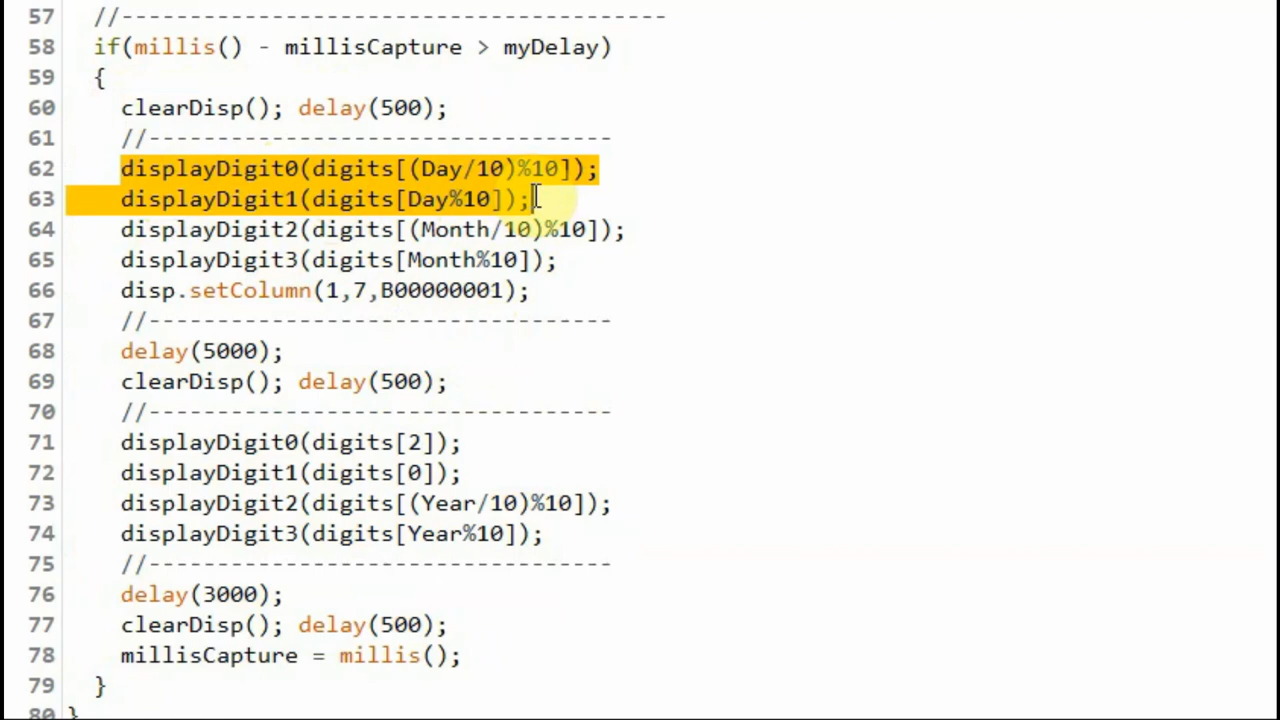 57 //--------------------------------------
58 if(millis() - millisCapture > myDelay)
59 {
60 clearDisp(); delay(500);
61 //----------------------------------
62 displayDigit0(digits[(Day/10)%10]);
63 displayDigit1(digits[Day%10]);
64 displayDigit2(digits[(Month/10)%10]);
65 displayDigit3(digits[Month%10]);
66 disp.setColumn(1,7,B00000001);
67 //----------------------------------
68 delay(5000);
69 clearDisp(); delay(500);
70 //----------------------------------
71 displayDigit0(digits[2]);
72 displayDigit1(digits[0]);
73 displayDigit2(digits[(Year/10)%10]);
74 displayDigit3(digits[Year%10]);
75 //----------------------------------
76 delay(3000);
77 clearDisp(); delay(500);
78 millisCapture = millis();
79 }
80 }